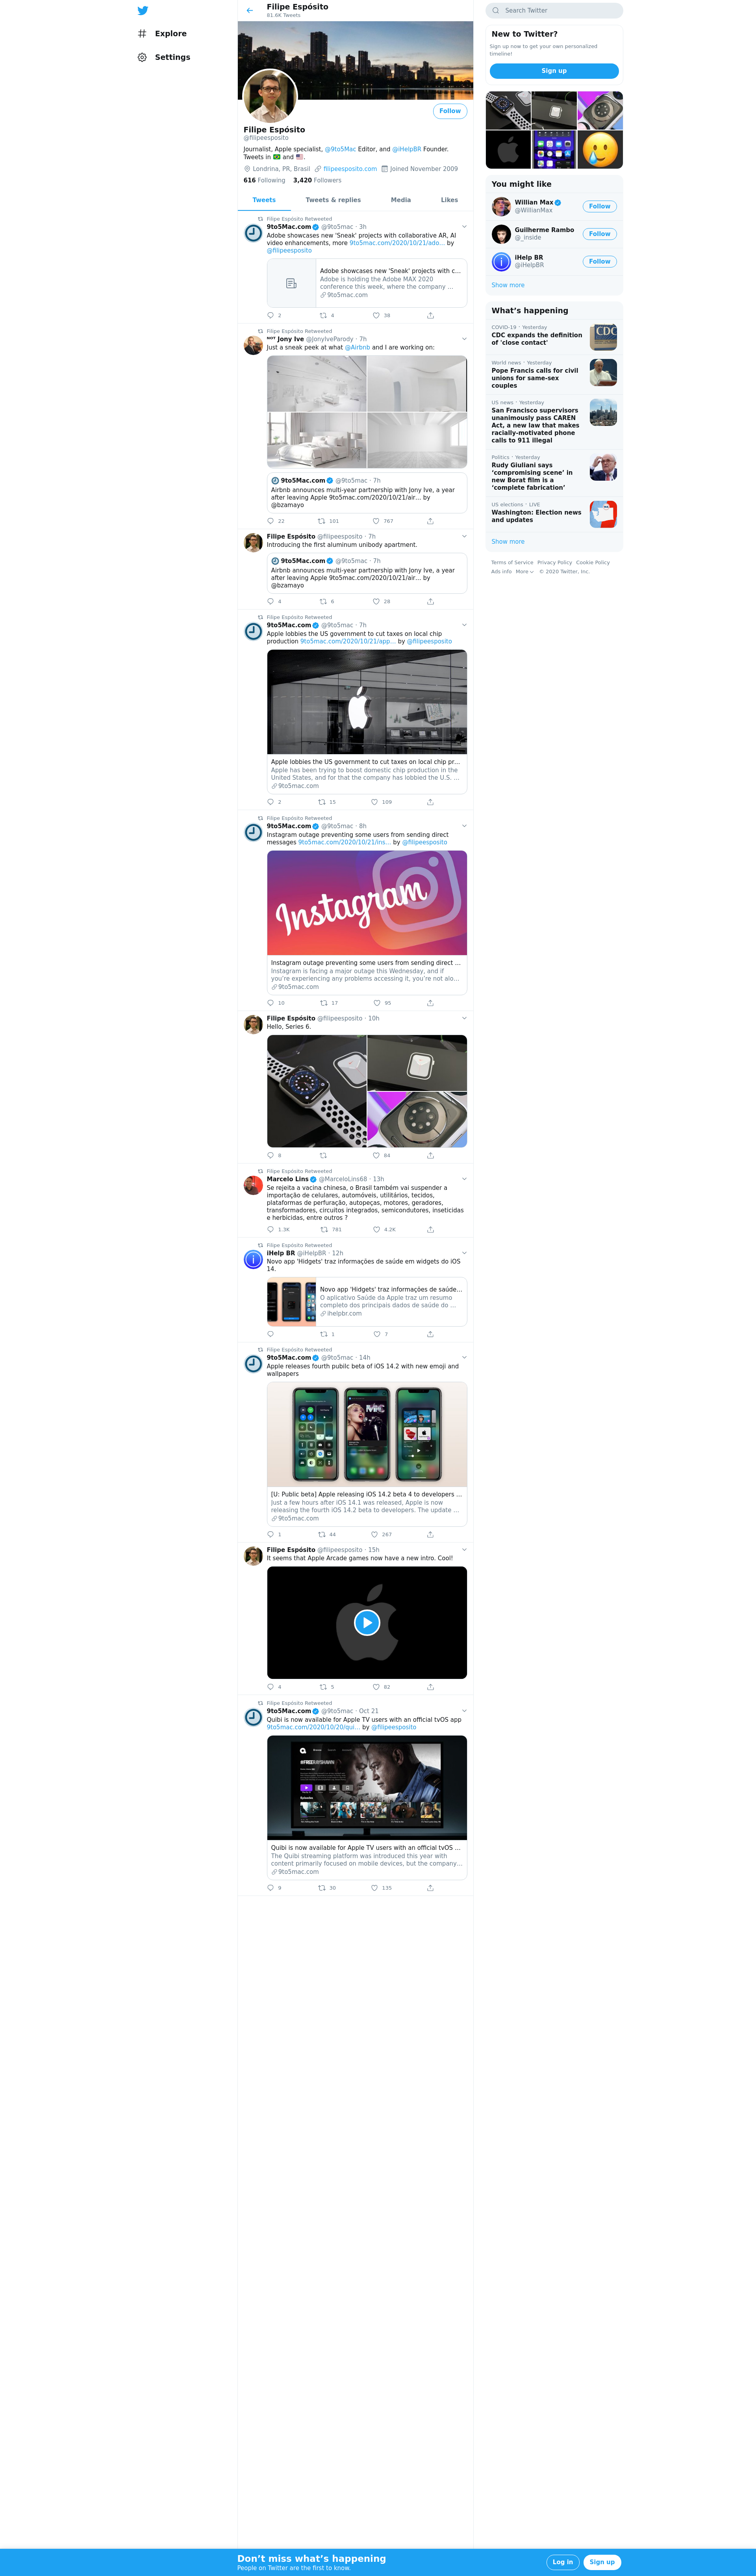 Explore
Settings
Filipe Espósito
81.6K Tweets
Follow
Filipe Espósito
@filipeesposito
Journalist, Apple specialist, @9to5Mac Editor, and @iHelpBR Founder.
Tweets in 🇧🇷 and 🇺🇸.
Londrina, PR, Brasil filipeesposito.com Joined November 2009
616 Following 3,420 Followers
Tweets Tweets & replies Media Likes
Filipe Espósito Retweeted
9to5Mac.com @9to5mac · 3h
Adobe showcases new 'Sneak' projects with collaborative AR, AI
video enhancements, more 9to5mac.com/2020/10/21/ado… by
@filipeesposito
Adobe showcases new 'Sneak' projects with c…
Adobe is holding the Adobe MAX 2020
conference this week, where the company …
9to5mac.com
2 4 38
Filipe Espósito Retweeted
ᴺᴼᵀ Jony Ive @JonyIveParody · 7h
Just a sneak peek at what @Airbnb and I are working on:
9to5Mac.com @9to5mac · 7h
Airbnb announces multi-year partnership with Jony Ive, a year
after leaving Apple 9to5mac.com/2020/10/21/air… by
@bzamayo
22 101 767
Filipe Espósito @filipeesposito · 7h
Introducing the first aluminum unibody apartment.
9to5Mac.com @9to5mac · 7h
Airbnb announces multi-year partnership with Jony Ive, a year
after leaving Apple 9to5mac.com/2020/10/21/air… by
@bzamayo
4 6 28
Filipe Espósito Retweeted
9to5Mac.com @9to5mac · 7h
Apple lobbies the US government to cut taxes on local chip
production 9to5mac.com/2020/10/21/app… by @filipeesposito
Apple lobbies the US government to cut taxes on local chip pr…
Apple has been trying to boost domestic chip production in the
United States, and for that the company has lobbied the U.S. …
9to5mac.com
2 15 109
Filipe Espósito Retweeted
9to5Mac.com @9to5mac · 8h
Instagram outage preventing some users from sending direct
messages 9to5mac.com/2020/10/21/ins… by @filipeesposito
Instagram
Instagram outage preventing some users from sending direct …
Instagram is facing a major outage this Wednesday, and if
you're experiencing any problems accessing it, you're not alo…
9to5mac.com
10 17 95
Filipe Espósito @filipeesposito · 10h
Hello, Series 6.
8 84
Filipe Espósito Retweeted
Marcelo Lins @MarceloLins68 · 13h
Se rejeita a vacina chinesa, o Brasil também vai suspender a
importação de celulares, automóveis, utilitários, tecidos,
plataformas de perfuração, autopeças, motores, geradores,
transformadores, circuitos integrados, semicondutores, inseticidas
e herbicidas, entre outros ?
1.3K 781 4.2K
Filipe Espósito Retweeted
iHelp BR @iHelpBR · 12h
Novo app 'Hidgets' traz informações de saúde em widgets do iOS
14.
Novo app 'Hidgets' traz informações de saúde…
O aplicativo Saúde da Apple traz um resumo
completo dos principais dados de saúde do …
ihelpbr.com
1 7
Filipe Espósito Retweeted
9to5Mac.com @9to5mac · 14h
Apple releases fourth public beta of iOS 14.2 with new emoji and
wallpapers
[U: Public beta] Apple releasing iOS 14.2 beta 4 to developers …
Just a few hours after iOS 14.1 was released, Apple is now
releasing the fourth iOS 14.2 beta to developers. The update …
9to5mac.com
1 44 267
Filipe Espósito @filipeesposito · 15h
It seems that Apple Arcade games now have a new intro. Cool!
4 5 82
Filipe Espósito Retweeted
9to5Mac.com @9to5mac · Oct 21
Quibi is now available for Apple TV users with an official tvOS app
9to5mac.com/2020/10/20/qui… by @filipeesposito
#FREERAYSHAWN
Episodes
Quibi is now available for Apple TV users with an official tvOS …
The Quibi streaming platform was introduced this year with
content primarily focused on mobile devices, but the company…
9to5mac.com
9 30 135
Search Twitter
New to Twitter?
Sign up now to get your own personalized
timeline!
Sign up
You might like
Willian Max
@WillianMax
Follow
Guilherme Rambo
@_inside
Follow
iHelp BR
@iHelpBR
Follow
Show more
What's happening
COVID-19 · Yesterday
CDC expands the definition
of 'close contact'
CDC
World news · Yesterday
Pope Francis calls for civil
unions for same-sex
couples
US news · Yesterday
San Francisco supervisors
unanimously pass CAREN
Act, a new law that makes
racially-motivated phone
calls to 911 illegal
Politics · Yesterday
Rudy Giuliani says
'compromising scene' in
new Borat film is a
'complete fabrication'
US elections · LIVE
Washington: Election news
and updates
Show more
Terms of Service Privacy Policy Cookie Policy
Ads info More © 2020 Twitter, Inc.
Don't miss what's happening
People on Twitter are the first to know.
Log in
Sign up